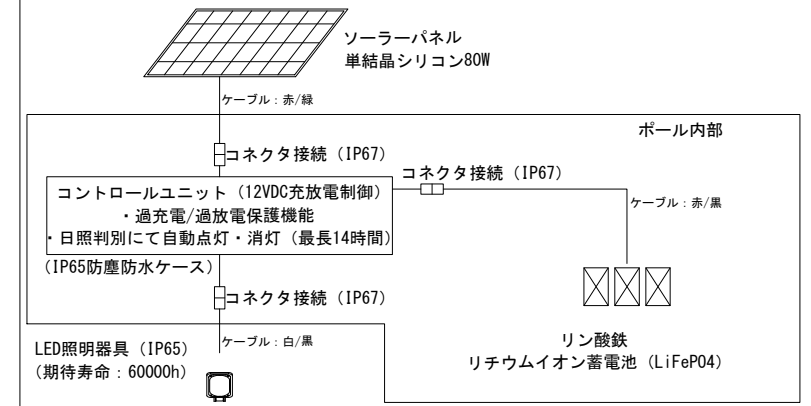 ソーラーパネル
単結晶シリコン80W
ケーブル：赤/緑
ポール内部
コネクタ接続（IP67）
コネクタ接続（IP67）
コントロールユニット（12VDC充放電制御）
・過充電/過放電保護機能
・日照判別にて自動点灯・消灯（最長14時間）
ケーブル：赤/黒
（IP65防塵防水ケース）
コネクタ接続（IP67）
ケーブル：白/黒
LED照明器具（IP65）
（期待寿命：60000h）
リン酸鉄
リチウムイオン蓄電池（LiFePO4）